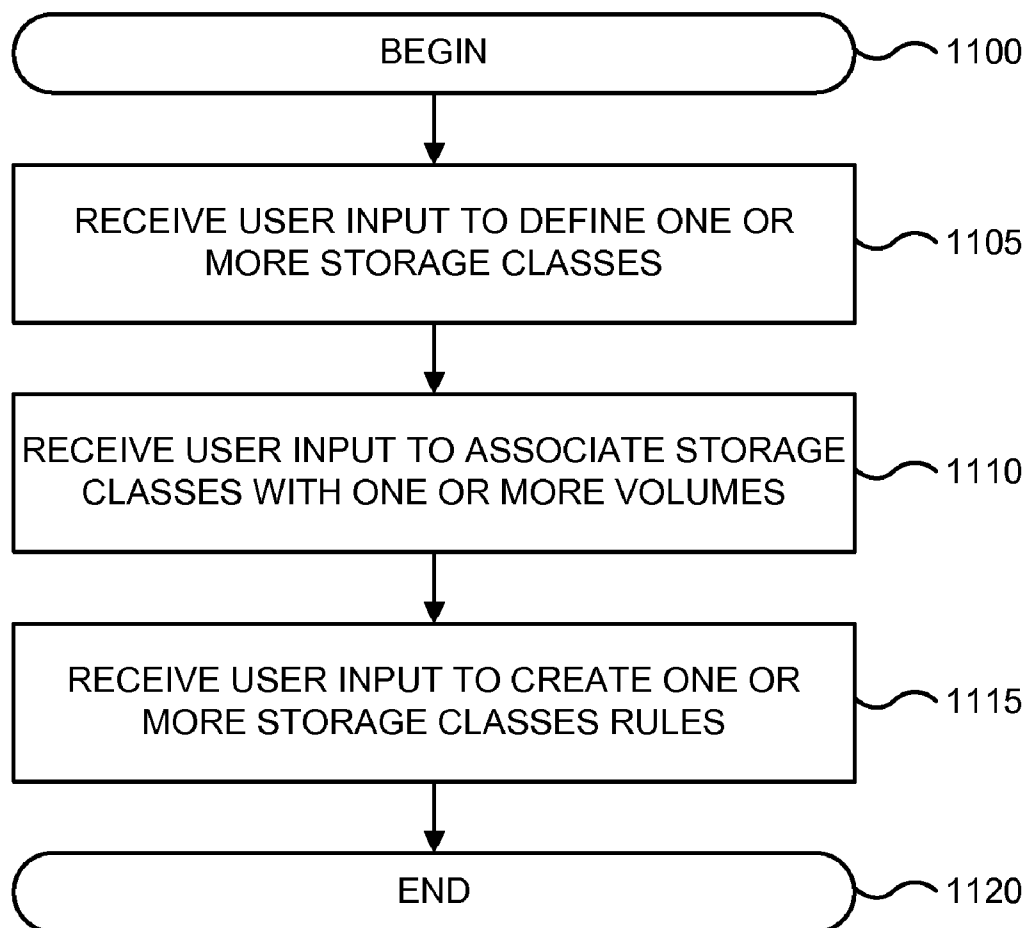 BEGIN
1100
RECEIVE USER INPUT TO DEFINE ONE OR
MORE STORAGE CLASSES
1105
RECEIVE USER INPUT TO ASSOCIATE STORAGE
CLASSES WITH ONE OR MORE VOLUMES
1110
RECEIVE USER INPUT TO CREATE ONE OR
MORE STORAGE CLASSES RULES
1115
END
1120